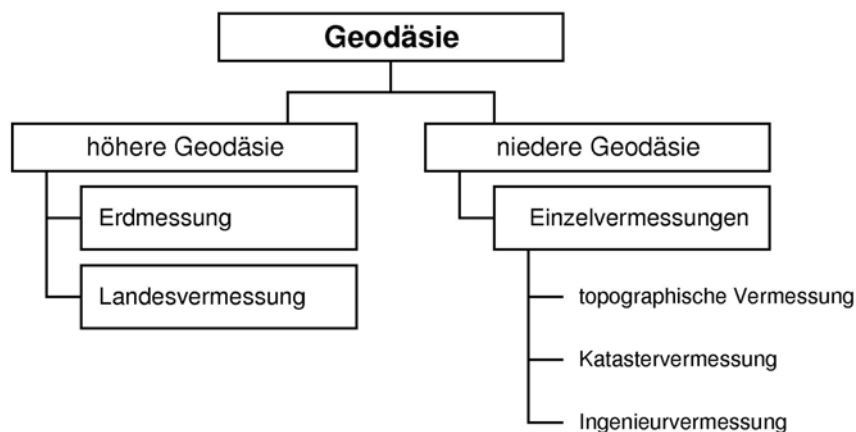 Geodäsie
höhere Geodäsie
Erdmessung
Landesvermessung
niedere Geodäsie
Einzelvermessungen
topographische Vermessung
Katastervermessung
Ingenieurvermessung